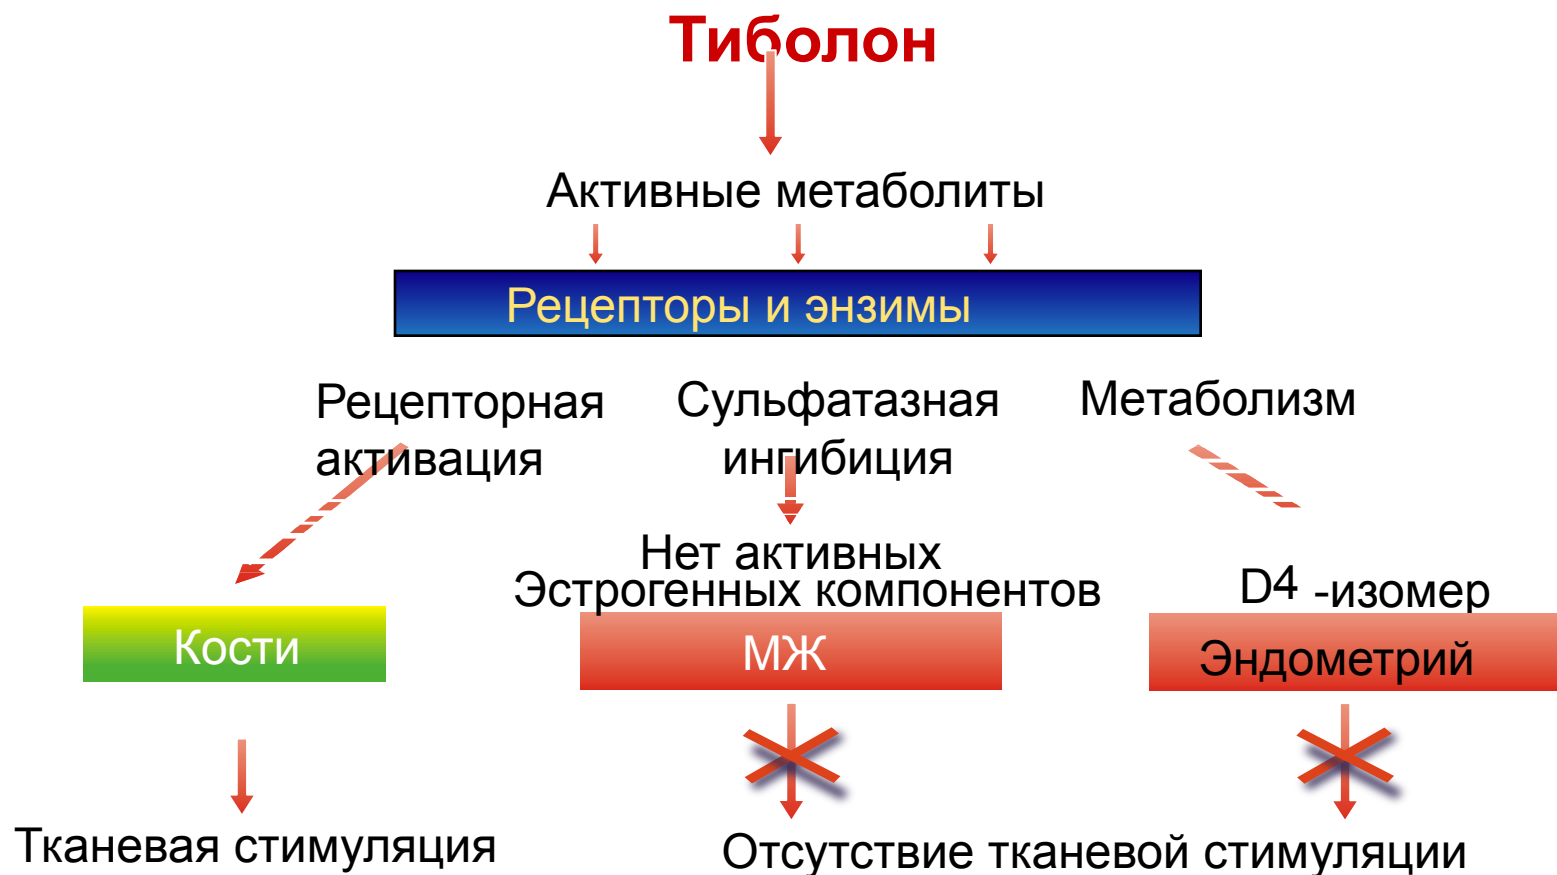 Тиболон
Активные метаболиты
Рецепторы и энзимы
Рецепторная
активация
Сульфатазная
ингибиция
Метаболизм
Нет активных
Эстрогенных компонентов
D4 -изомер
Кости
МЖ
Эндометрий
Тканевая стимуляция
Отсутствие тканевой стимуляции